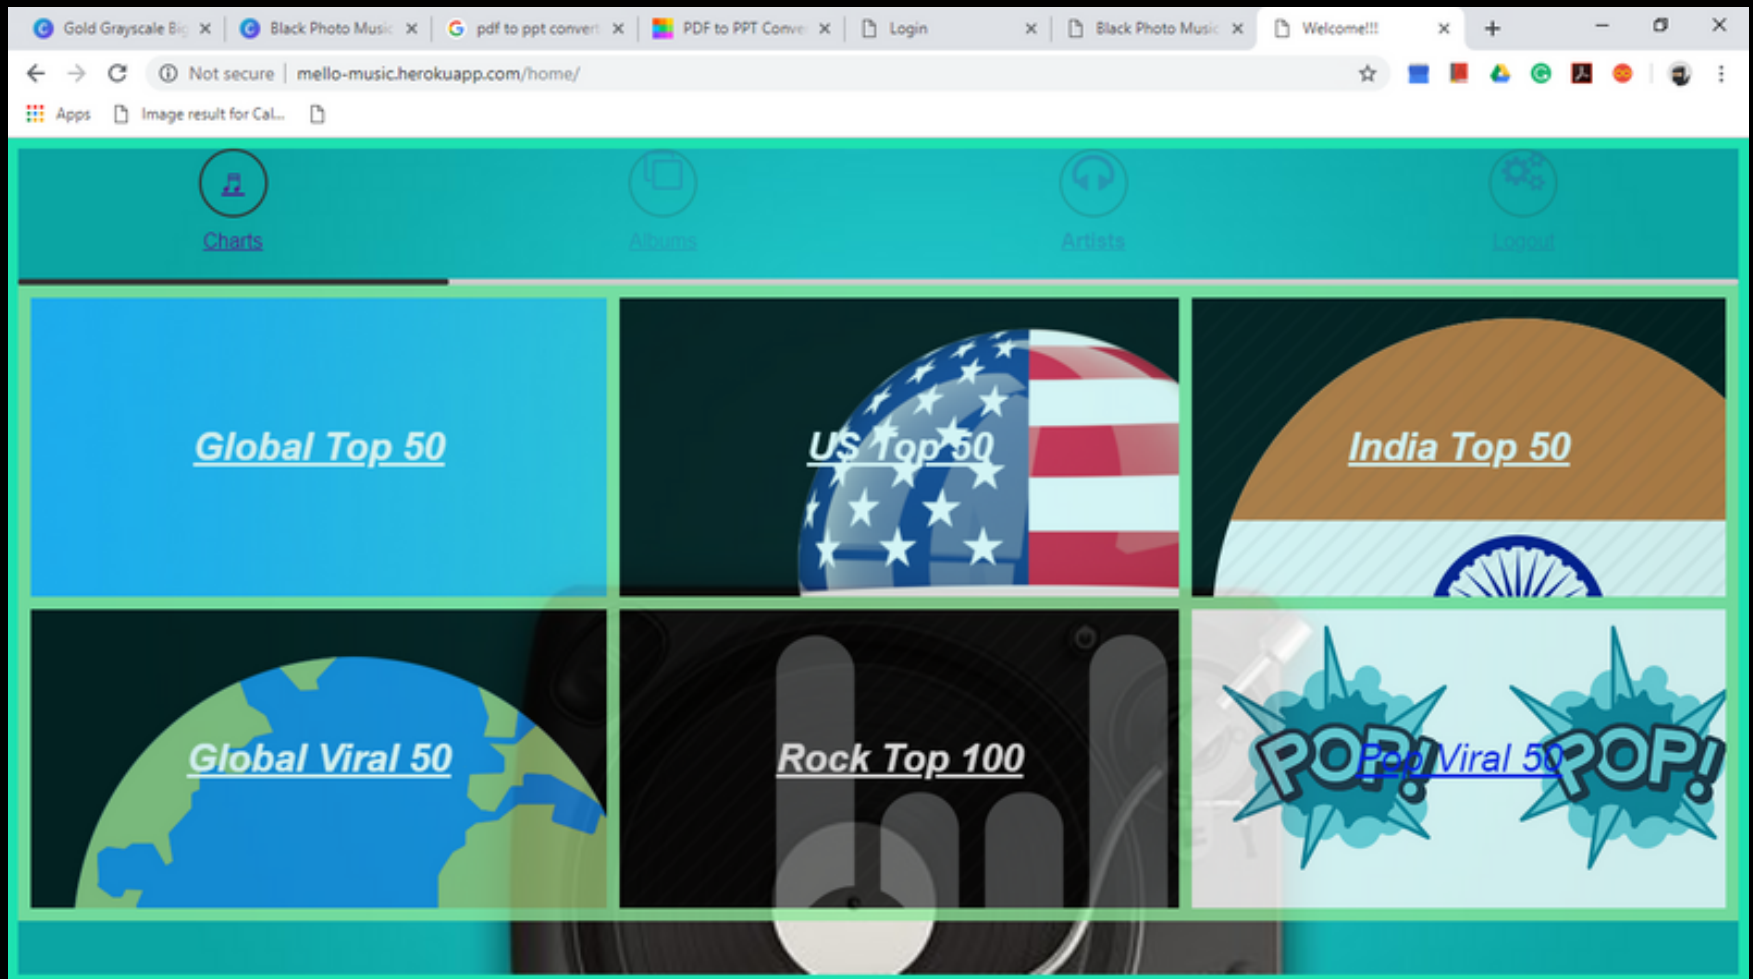 Gold Grayscale Big
Black Photo Music
pdf to ppt convert
PDF to PPT Conve
Login
Black Photo Music
Welcome!!!
Not secure | mello-music.herokuapp.com/home/
Apps
Image result for Cal...
Charts
Albums
Artists
Logout
Global Top 50
US Top 50
India Top 50
Global Viral 50
Rock Top 100
POP!
Pop Viral 50
POP!